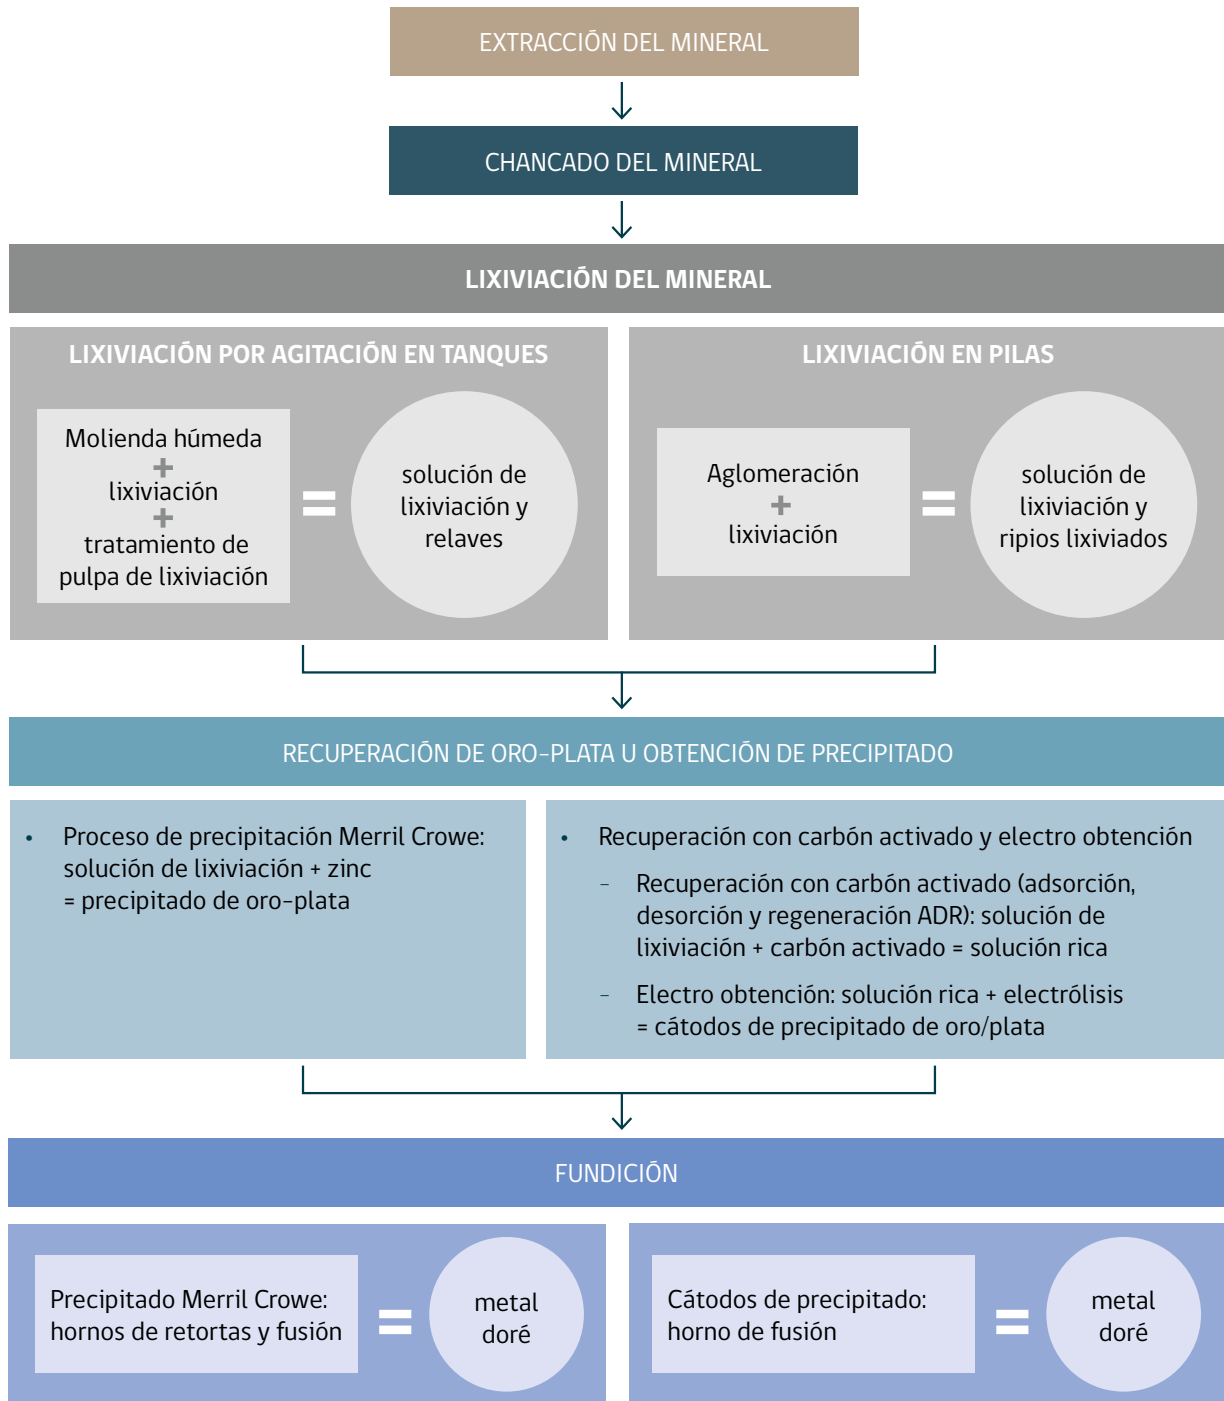 EXTRACCIÓN DEL MINERAL
CHANCADO DEL MINERAL
LIXIVIACIÓN DEL MINERAL
LIXIVIACIÓN POR AGITACIÓN EN TANQUES
Molienda húmeda
+
lixiviación
+
tratamiento de
pulpa de lixiviación
=
solución de
lixiviación y
relaves
LIXIVIACIÓN EN PILAS
Aglomeración
+
lixiviación
=
solución de
lixiviación y
ripios lixiviados
RECUPERACIÓN DE ORO-PLATA U OBTENCIÓN DE PRECIPITADO
• Proceso de precipitación Merril Crowe:
solución de lixiviación + zinc
= precipitado de oro-plata
• Recuperación con carbón activado y electro obtención
- Recuperación con carbón activado (adsorción,
desorción y regeneración ADR): solución de
lixiviación + carbón activado = solución rica
- Electro obtención: solución rica + electrólisis
= cátodos de precipitado de oro/plata
FUNDICIÓN
Precipitado Merril Crowe:
hornos de retortas y fusión
=
metal
doré
Cátodos de precipitado:
horno de fusión
=
metal
doré